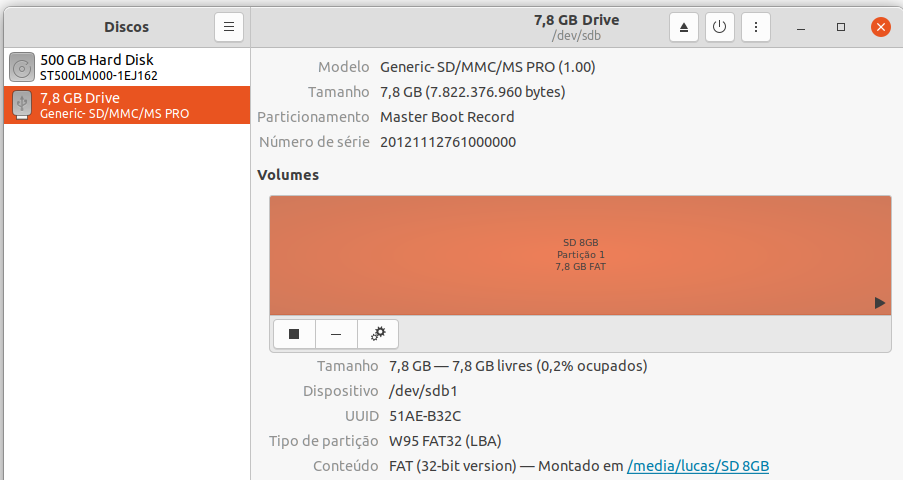 Discos
7,8 GB Drive
/dev/sdb
500 GB Hard Disk
ST500LM000-1EJ162
7,8 GB Drive
Generic- SD/MMC/MS PRO
Modelo Generic- SD/MMC/MS PRO (1.00)
Tamanho 7,8 GB (7.822.376.960 bytes)
Particionamento Master Boot Record
Número de série 20121112761000000
Volumes
SD 8GB
Partição 1
7,8 GB FAT
Tamanho 7,8 GB — 7,8 GB livres (0,2% ocupados)
Dispositivo /dev/sdb1
UUID 51AE-B32C
Tipo de partição W95 FAT32 (LBA)
Conteúdo FAT (32-bit version) — Montado em /media/lucas/SD 8GB